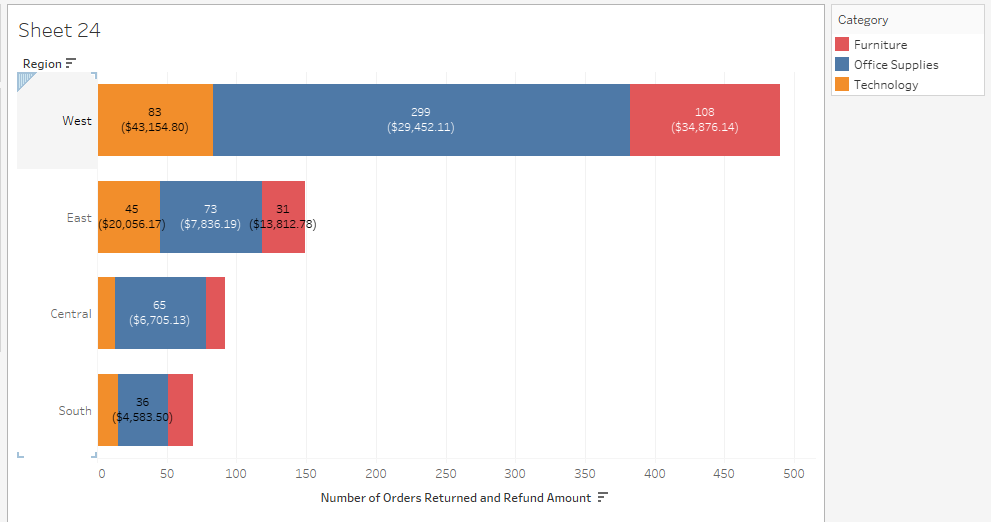 Sheet 24
Category
Furniture
Office Supplies
Technology
Region
West
83
($43,154.80)
299
($29,452.11)
108
($34,876.14)
East
45
($20,056.17)
73
($7,836.19)
31
($13,812.78)
Central
65
($6,705.13)
South
36
($4,583.50)
0 50 100 150 200 250 300 350 400 450 500
Number of Orders Returned and Refund Amount